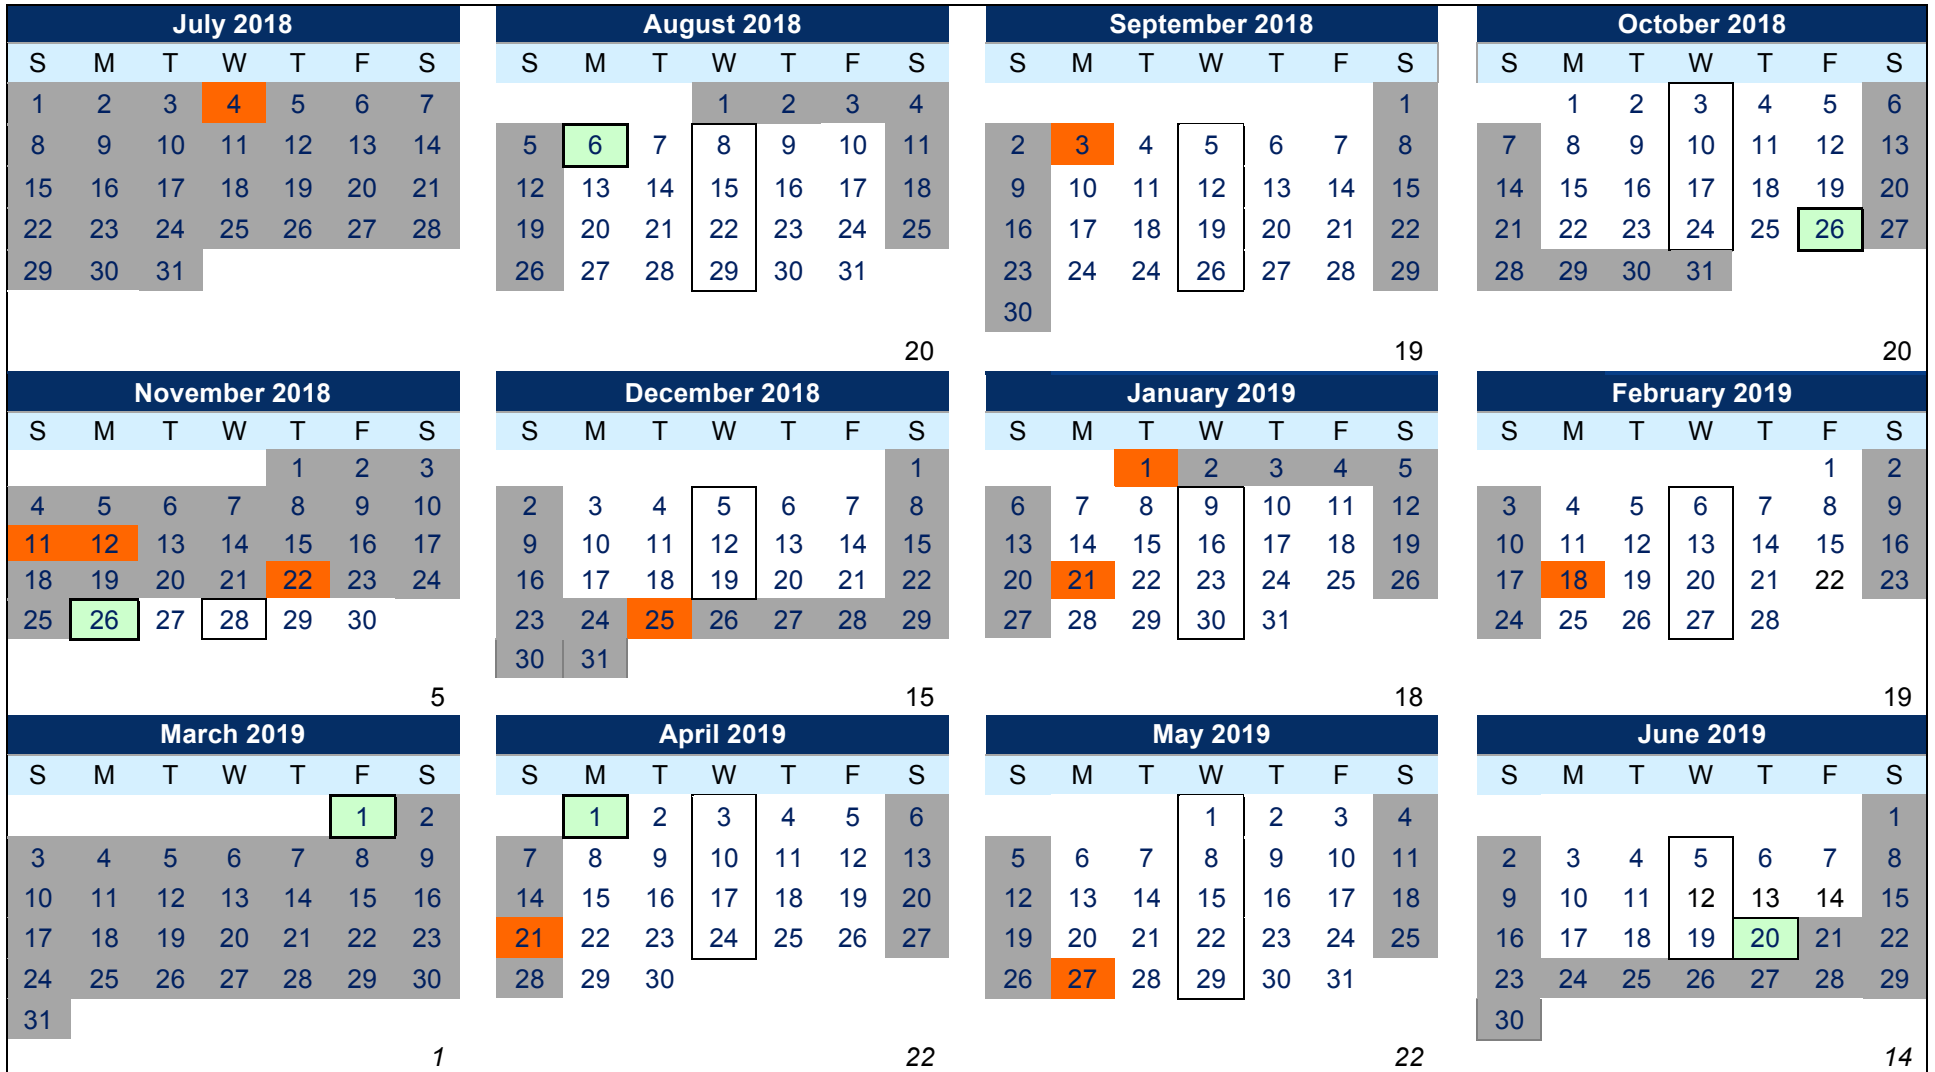 July 2018 August 2018 September 2018 October 2018
S M T W T F S S M T W T F S S M T W T F S S M T W T F S
1 2 3 4 5 6 7 1 2 3 4 1 1 2 3 4 5 6
8 9 10 11 12 13 14 5 6 7 8 9 10 11 2 3 4 5 6 7 8 7 8 9 10 11 12 13
15 16 17 18 19 20 21 12 13 14 15 16 17 18 9 10 11 12 13 14 15 14 15 16 17 18 19 20
22 23 24 25 26 27 28 19 20 21 22 23 24 25 16 17 18 19 20 21 22 21 22 23 24 25 26 27
29 30 31 26 27 28 29 30 31 23 24 24 26 27 28 29 28 29 30 31
30
20 19 20
November 2018 December 2018 January 2019 February 2019
S M T W T F S S M T W T F S S M T W T F S S M T W T F S
1 2 3 1 1 2 3 4 5 1 2
4 5 6 7 8 9 10 2 3 4 5 6 7 8 6 7 8 9 10 11 12 3 4 5 6 7 8 9
11 12 13 14 15 16 17 9 10 11 12 13 14 15 13 14 15 16 17 18 19 10 11 12 13 14 15 16
18 19 20 21 22 23 24 16 17 18 19 20 21 22 20 21 22 23 24 25 26 17 18 19 20 21 22 23
25 26 27 28 29 30 23 24 25 26 27 28 29 27 28 29 30 31 24 25 26 27 28
30 31
5 15 18 19
March 2019 April 2019 May 2019 June 2019
S M T W T F S S M T W T F S S M T W T F S S M T W T F S
1 2 1 2 3 4 5 6 1 2 3 4 1
3 4 5 6 7 8 9 7 8 9 10 11 12 13 5 6 7 8 9 10 11 2 3 4 5 6 7 8
10 11 12 13 14 15 16 14 15 16 17 18 19 20 12 13 14 15 16 17 18 9 10 11 12 13 14 15
17 18 19 20 21 22 23 21 22 23 24 25 26 27 19 20 21 22 23 24 25 16 17 18 19 20 21 22
24 25 26 27 28 29 30 28 29 30 26 27 28 29 30 31 23 24 25 26 27 28 29
31 30
1 22 22 14